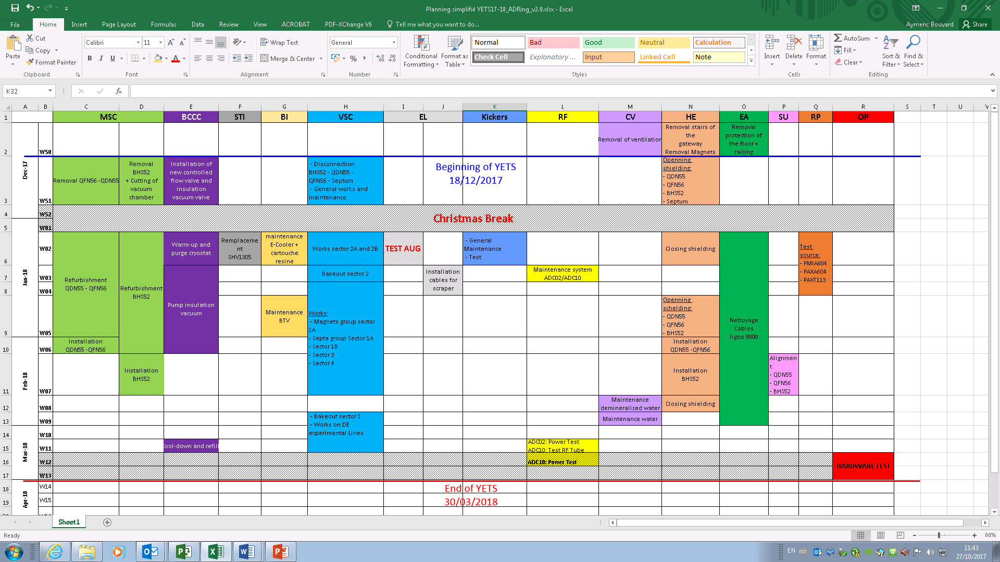 Planning simplifié YETS17-18_ADRing_v2.0.xlsx - Excel
File Home Insert Page Layout Formulas Data Review View ACROBAT PDF-XChange V6 Tell me what you want to do... Aymeric Bouvard Share
Paste
Cut
Copy
Format Painter
Clipboard
Calibri 11
B I U
Font
Wrap Text
Merge & Center
Alignment
General
%
Number
Conditional Formatting
Format as Table
Normal Bad Good Neutral Calculation
Check Cell Explanatory ... Input Linked Cell Note
Styles
Insert Delete Format
Cells
AutoSum
Fill
Clear
Sort & Filter
Find & Select
Editing
K32 fx
A B C D E F G H I J K L M N O P Q R S T U V
1 MSC BCCC STI BI VSC EL Kickers RF CV HE EA SU RP OP
2
W50
Removal of ventilation
Removal stairs of
the
gateway
Removal Magnets
Removal
protection of
the floor +
railing
Dec-17
3
W51
Removal QFN56 -QDN55
Removal
BHS52
+ Cutting of
vacuum
chamber
Installation of
new controlled
flow valve and
insulation
vacuum valve
- Disconnection
BHS52 - QDN55 -
QFN56 - Septum
- General works and
maintenance
Beginning of YETS
18/12/2017
Openning
shielding:
- QDN55
- QFN56
- BHS52
- Septum
4 W52
5 W01
Christmas Break
Jan-18
6 W02
Refurbishment
QDN55 - QFN56
Refurbishment
BHS52
Warm-up and
purge cryostat
Remplaceme
nt
SHV1305
maintenance
E-Cooler +
cartouche
resine
Works sector 2A and 2B
TEST AUG
- General
Maintenance
- Test
Closing shielding
Nettoyage
Cables
ligne 8000
Test
source:
- PMIA604
- PAXA604
- PAXT113
7 W03
Pump insulation
vacuum
Bakeout sector 2
Installation
cables for
scraper
Maintenance system
ADC02/ADC10
8 W04
Works:
- Magnets group sector
1A
- Septa group Sector 1A
- Sector 1B
- Sector 3
- Sector 4
9 W05
Maintenance
BTV
Openning
schelding:
- QDN55
- QFN56
- BHS52
Feb-18
10 W06
Installation
QDN55 -QFN56
Installation
QDN55 -QFN56
11 W07
Installation
BHS52
Installation
BHS52
Alignmen
t
- QDN55
- QFN56
- BHS52
12 W08
Maintenance
demineralized water
Closing shielding
13 W09
- Bakeout sector 1
- Works on DE
experimental Lines
Maintenance water
Mar-18
14 W10
15 W11
Cool-down and refill
ADC02: Power Test
ADC10: Test RF Tube
16 W12
ADC10: Power Test
HARDWARE TEST
17 W13
Apr-18
18 W14
End of YETS
19 W15
30/03/2018
Sheet1
Ready 80%
EN
11:43
27/10/2017